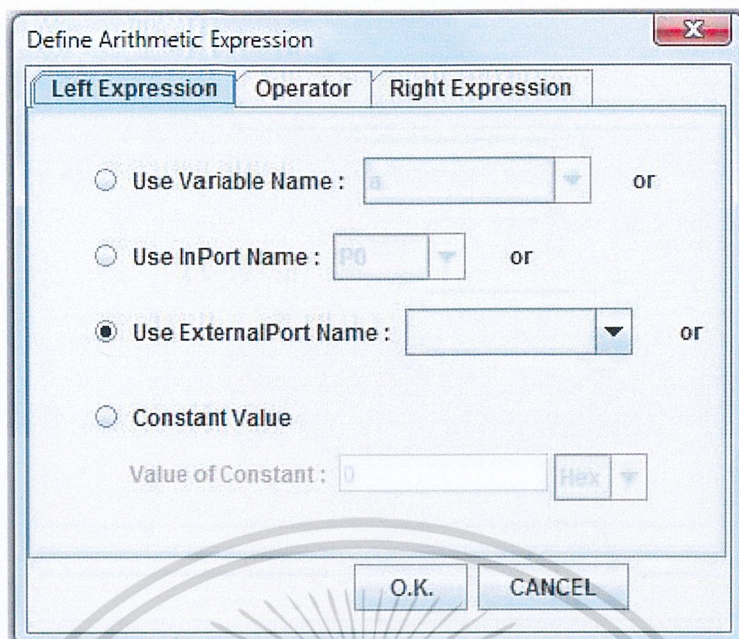 Define Arithmetic Expression
Left Expression Operator Right Expression
Use Variable Name : a or
Use InPort Name : P0 or
Use ExternalPort Name : or
Constant Value
Value of Constant : 0 Hex
O.K. CANCEL